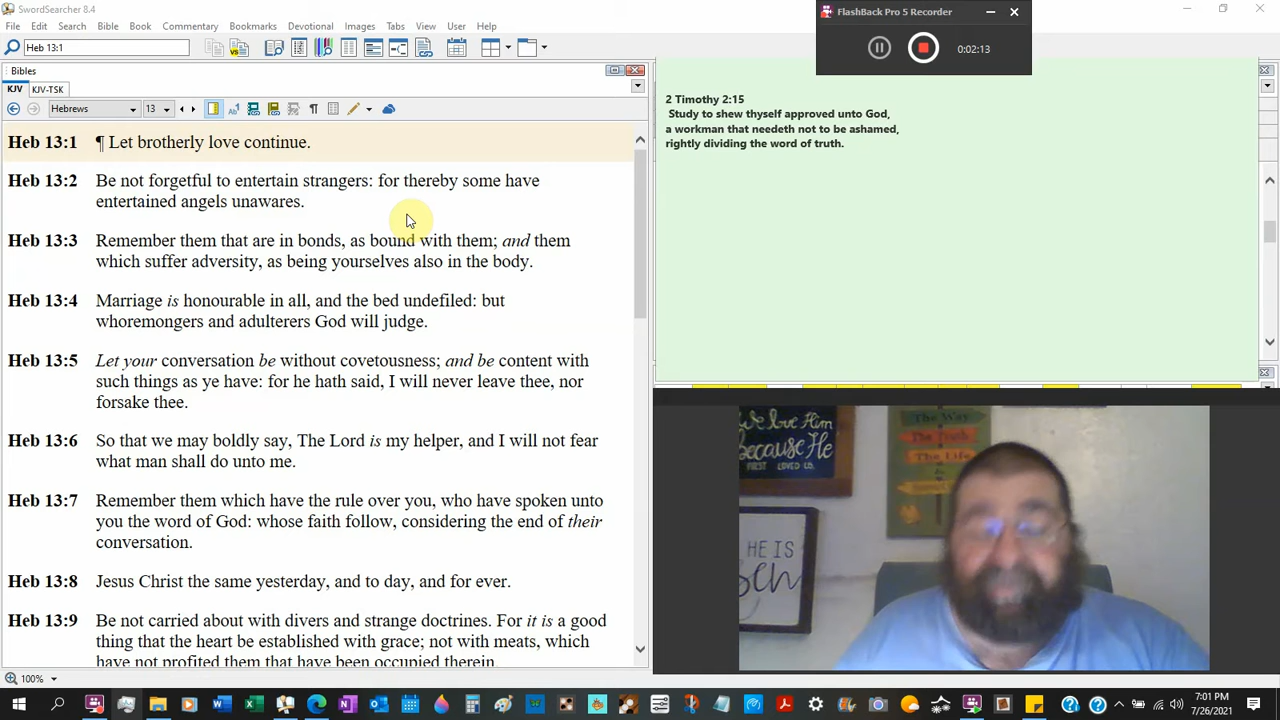 SwordSearcher 8.4
File Edit Search Bible Book Commentary Bookmarks Devotional Images Tabs View User Help
Heb 13:1
VS
Bibles
KJV KJV-TSK
Hebrews 13
Heb 13:1 ¶ Let brotherly love continue.
Heb 13:2 Be not forgetful to entertain strangers: for thereby some have
entertained angels unawares.
Heb 13:3 Remember them that are in bonds, as bound with them; and them
which suffer adversity, as being yourselves also in the body.
Heb 13:4 Marriage is honourable in all, and the bed undefiled: but
whoremongers and adulterers God will judge.
Heb 13:5 Let your conversation be without covetousness; and be content with
such things as ye have: for he hath said, I will never leave thee, nor
forsake thee.
Heb 13:6 So that we may boldly say, The Lord is my helper, and I will not fear
what man shall do unto me.
Heb 13:7 Remember them which have the rule over you, who have spoken unto
you the word of God: whose faith follow, considering the end of their
conversation.
Heb 13:8 Jesus Christ the same yesterday, and to day, and for ever.
Heb 13:9 Be not carried about with divers and strange doctrines. For it is a good
thing that the heart be established with grace; not with meats, which
have not profited them that have been occupied therein.
100%
FlashBack Pro 5 Recorder
0:02:13
2 Timothy 2:15
Study to shew thyself approved unto God,
a workman that needeth not to be ashamed,
rightly dividing the word of truth.
We love Him
because He
FIRST LOVED US.
The Way
The Truth
The Life
HE IS
7:01 PM
7/26/2021